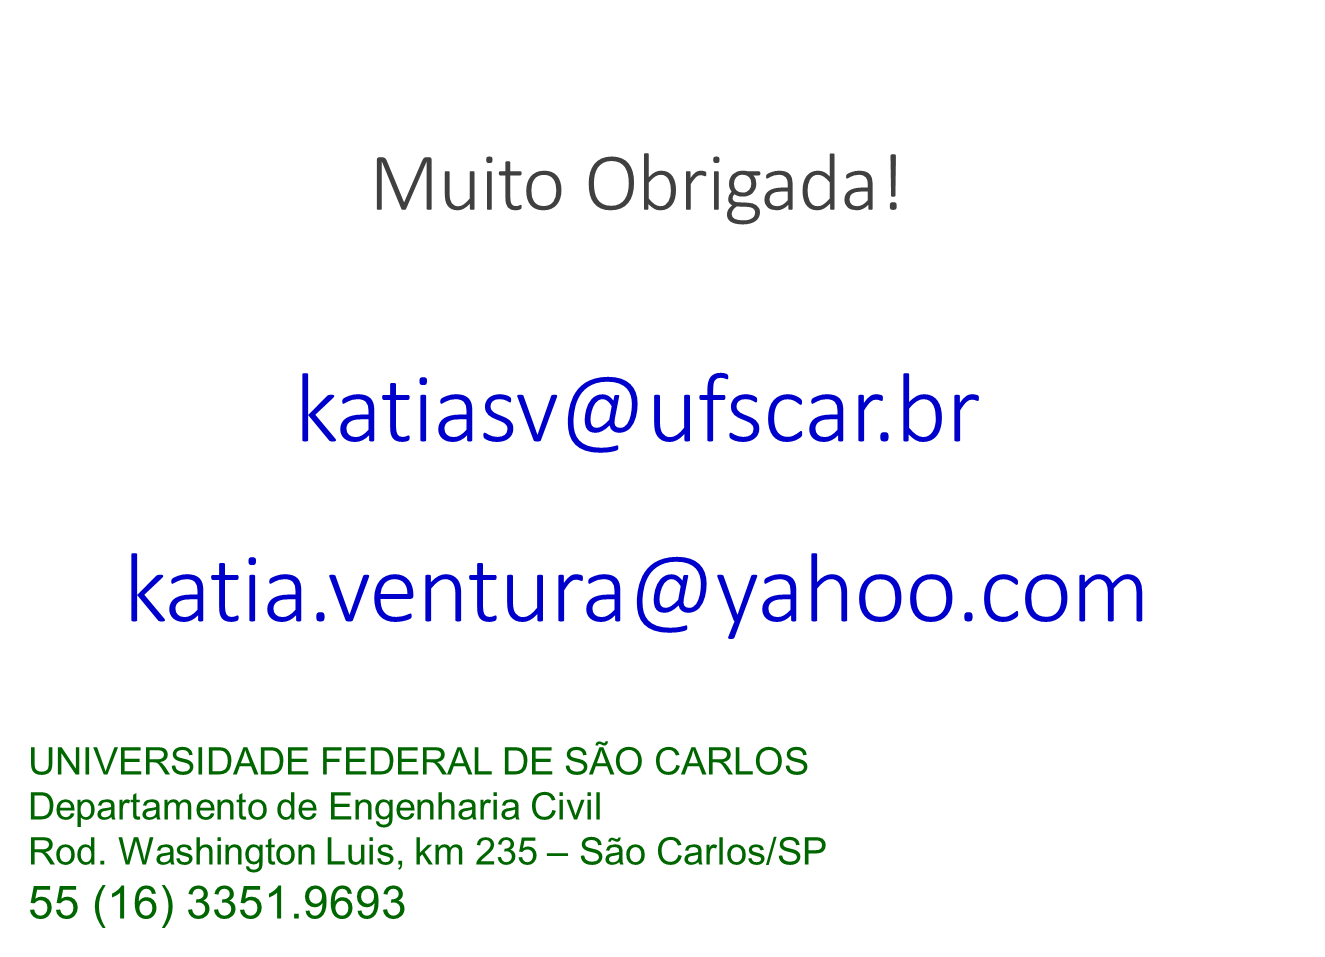 Muito Obrigada!
katiasv@ufscar.br
katia.ventura@yahoo.com
UNIVERSIDADE FEDERAL DE SÃO CARLOS
Departamento de Engenharia Civil
Rod. Washington Luis, km 235 – São Carlos/SP
55 (16) 3351.9693